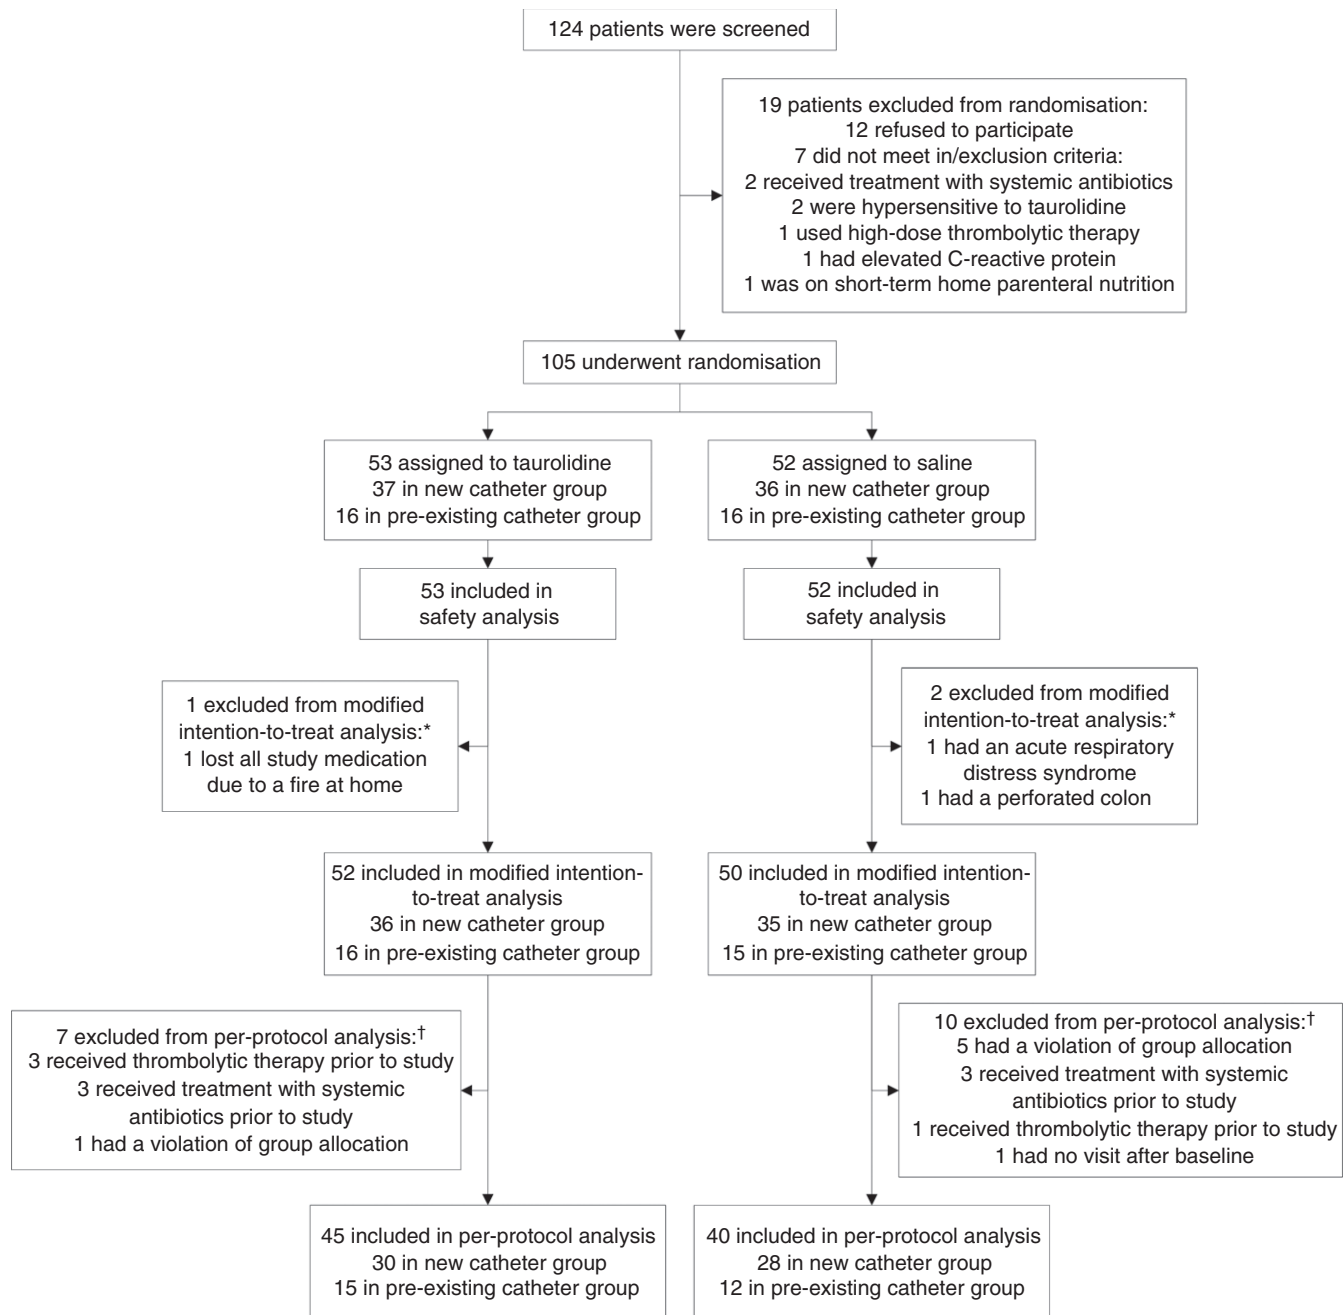 124 patients were screened
19 patients excluded from randomisation:
12 refused to participate
7 did not meet in/exclusion criteria:
2 received treatment with systemic antibiotics
2 were hypersensitive to taurolidine
1 used high-dose thrombolytic therapy
1 had elevated C-reactive protein
1 was on short-term home parenteral nutrition
105 underwent randomisation
53 assigned to taurolidine
37 in new catheter group
16 in pre-existing catheter group
52 assigned to saline
36 in new catheter group
16 in pre-existing catheter group
53 included in
safety analysis
52 included in
safety analysis
1 excluded from modified
intention-to-treat analysis:*
1 lost all study medication
due to a fire at home
2 excluded from modified
intention-to-treat analysis:*
1 had an acute respiratory
distress syndrome
1 had a perforated colon
52 included in modified intention-
to-treat analysis
36 in new catheter group
16 in pre-existing catheter group
50 included in modified intention-
to-treat analysis
35 in new catheter group
15 in pre-existing catheter group
7 excluded from per-protocol analysis:†
3 received thrombolytic therapy prior to study
3 received treatment with systemic
antibiotics prior to study
1 had a violation of group allocation
10 excluded from per-protocol analysis:†
5 had a violation of group allocation
3 received treatment with systemic
antibiotics prior to study
1 received thrombolytic therapy prior to study
1 had no visit after baseline
45 included in per-protocol analysis
30 in new catheter group
15 in pre-existing catheter group
40 included in per-protocol analysis
28 in new catheter group
12 in pre-existing catheter group